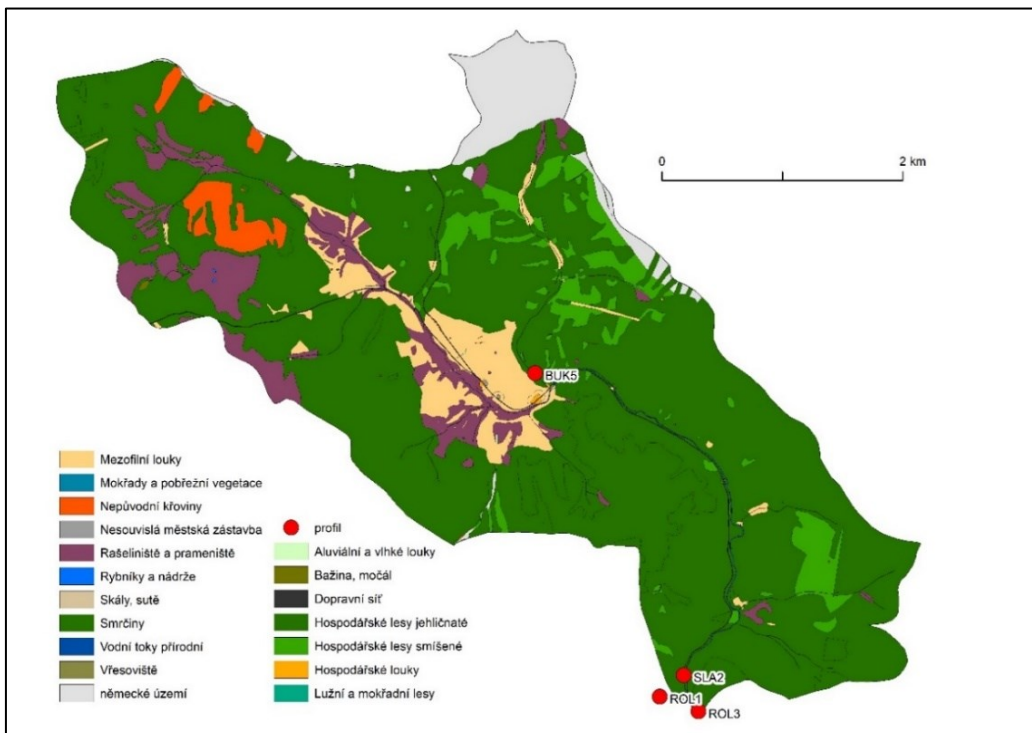 0
2 km
BUK5
SLA2
ROL1
ROL3
Mezofilní louky
Mokřady a pobřežní vegetace
Nepůvodní křoviny
Nesouvislá městská zástavba
Rašeliniště a prameniště
Rybníky a nádrže
Skály, sutě
Smrčiny
Vodní toky přírodní
Vřesoviště
německé území
profil
Aluviální a vlhké louky
Bažina, močál
Dopravní síť
Hospodářské lesy jehličnaté
Hospodářské lesy smíšené
Hospodářské louky
Lužní a mokřadní lesy